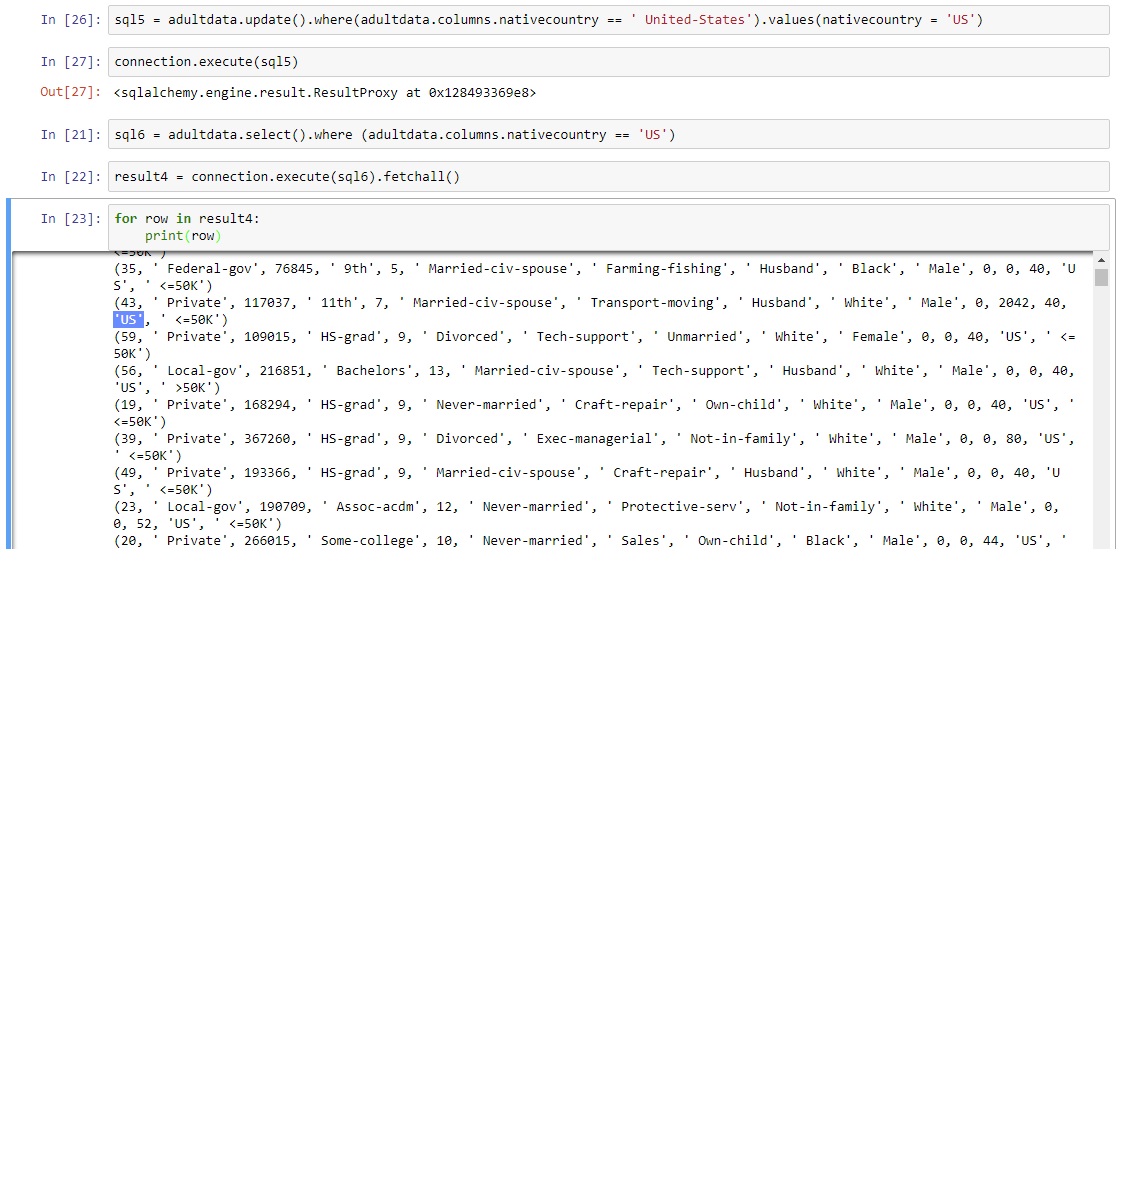 In [26]: sql5 = adultdata.update().where(adultdata.columns.nativecountry == ' United-States').values(nativecountry = 'US')
In [27]: connection.execute(sql5)
Out[27]: <sqlalchemy.engine.result.ResultProxy at 0x128493369e8>
In [21]: sql6 = adultdata.select().where (adultdata.columns.nativecountry == 'US')
In [22]: result4 = connection.execute(sql6).fetchall()
In [23]: for row in result4:
print(row)
<=50K')
(35, ' Federal-gov', 76845, ' 9th', 5, ' Married-civ-spouse', ' Farming-fishing', ' Husband', ' Black', ' Male', 0, 0, 40, 'U
S', ' <=50K')
(43, ' Private', 117037, ' 11th', 7, ' Married-civ-spouse', ' Transport-moving', ' Husband', ' White', ' Male', 0, 2042, 40,
'US', ' <=50K')
(59, ' Private', 109015, ' HS-grad', 9, ' Divorced', ' Tech-support', ' Unmarried', ' White', ' Female', 0, 0, 40, 'US', ' <=
50K')
(56, ' Local-gov', 216851, ' Bachelors', 13, ' Married-civ-spouse', ' Tech-support', ' Husband', ' White', ' Male', 0, 0, 40,
'US', ' >50K')
(19, ' Private', 168294, ' HS-grad', 9, ' Never-married', ' Craft-repair', ' Own-child', ' White', ' Male', 0, 0, 40, 'US', '
<=50K')
(39, ' Private', 367260, ' HS-grad', 9, ' Divorced', ' Exec-managerial', ' Not-in-family', ' White', ' Male', 0, 0, 80, 'US',
' <=50K')
(49, ' Private', 193366, ' HS-grad', 9, ' Married-civ-spouse', ' Craft-repair', ' Husband', ' White', ' Male', 0, 0, 40, 'U
S', ' <=50K')
(23, ' Local-gov', 190709, ' Assoc-acdm', 12, ' Never-married', ' Protective-serv', ' Not-in-family', ' White', ' Male', 0,
0, 52, 'US', ' <=50K')
(20, ' Private', 266015, ' Some-college', 10, ' Never-married', ' Sales', ' Own-child', ' Black', ' Male', 0, 0, 44, 'US', '